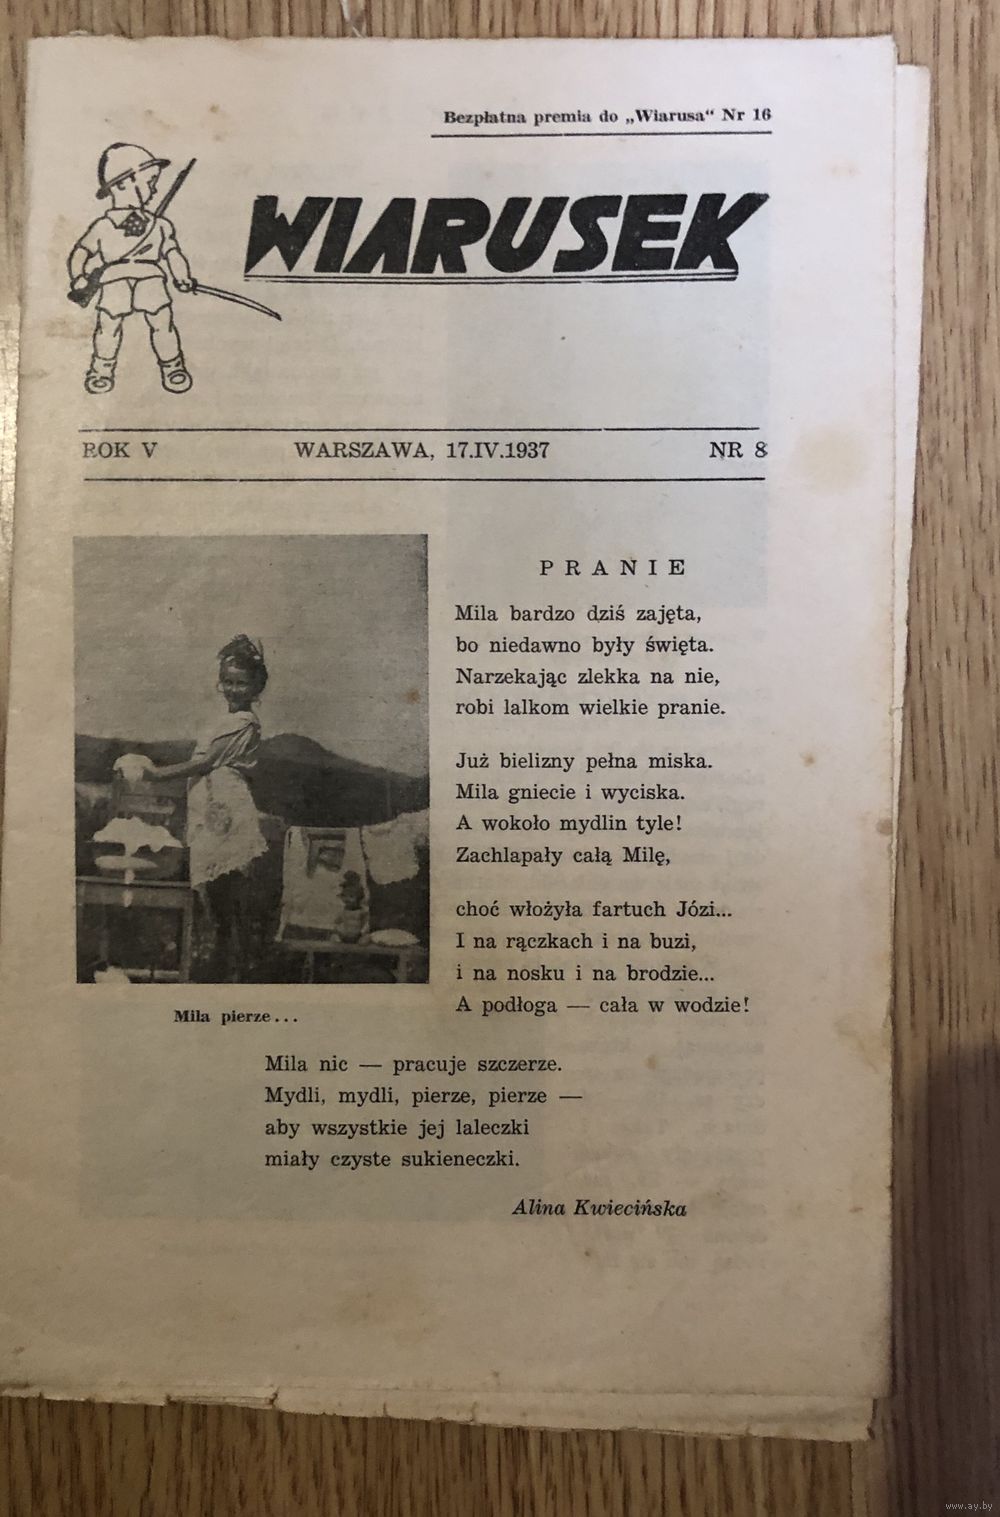 Bezpłatna premia do „Wiarusa“ Nr 16
WIARUSEK
ROK V WARSZAWA, 17.IV.1937 NR 8
PRANIE
Mila bardzo dziś zajęta,
bo niedawno były święta.
Narzekając zlekka na nie,
robi lalkom wielkie pranie.
Już bielizny pełna miska.
Mila gniecie i wyciska.
A wokoło mydlin tyle!
Zachlapały całą Milę,
choć włożyła fartuch Józi...
I na rączkach i na buzi,
i na nosku i na brodzie...
A podłoga — cała w wodzie!
Mila pierze...
Mila nic — pracuje szczerze.
Mydli, mydli, pierze, pierze —
aby wszystkie jej laleczki
miały czyste sukieneczki.
Alina Kwiecińska
www.ay.by